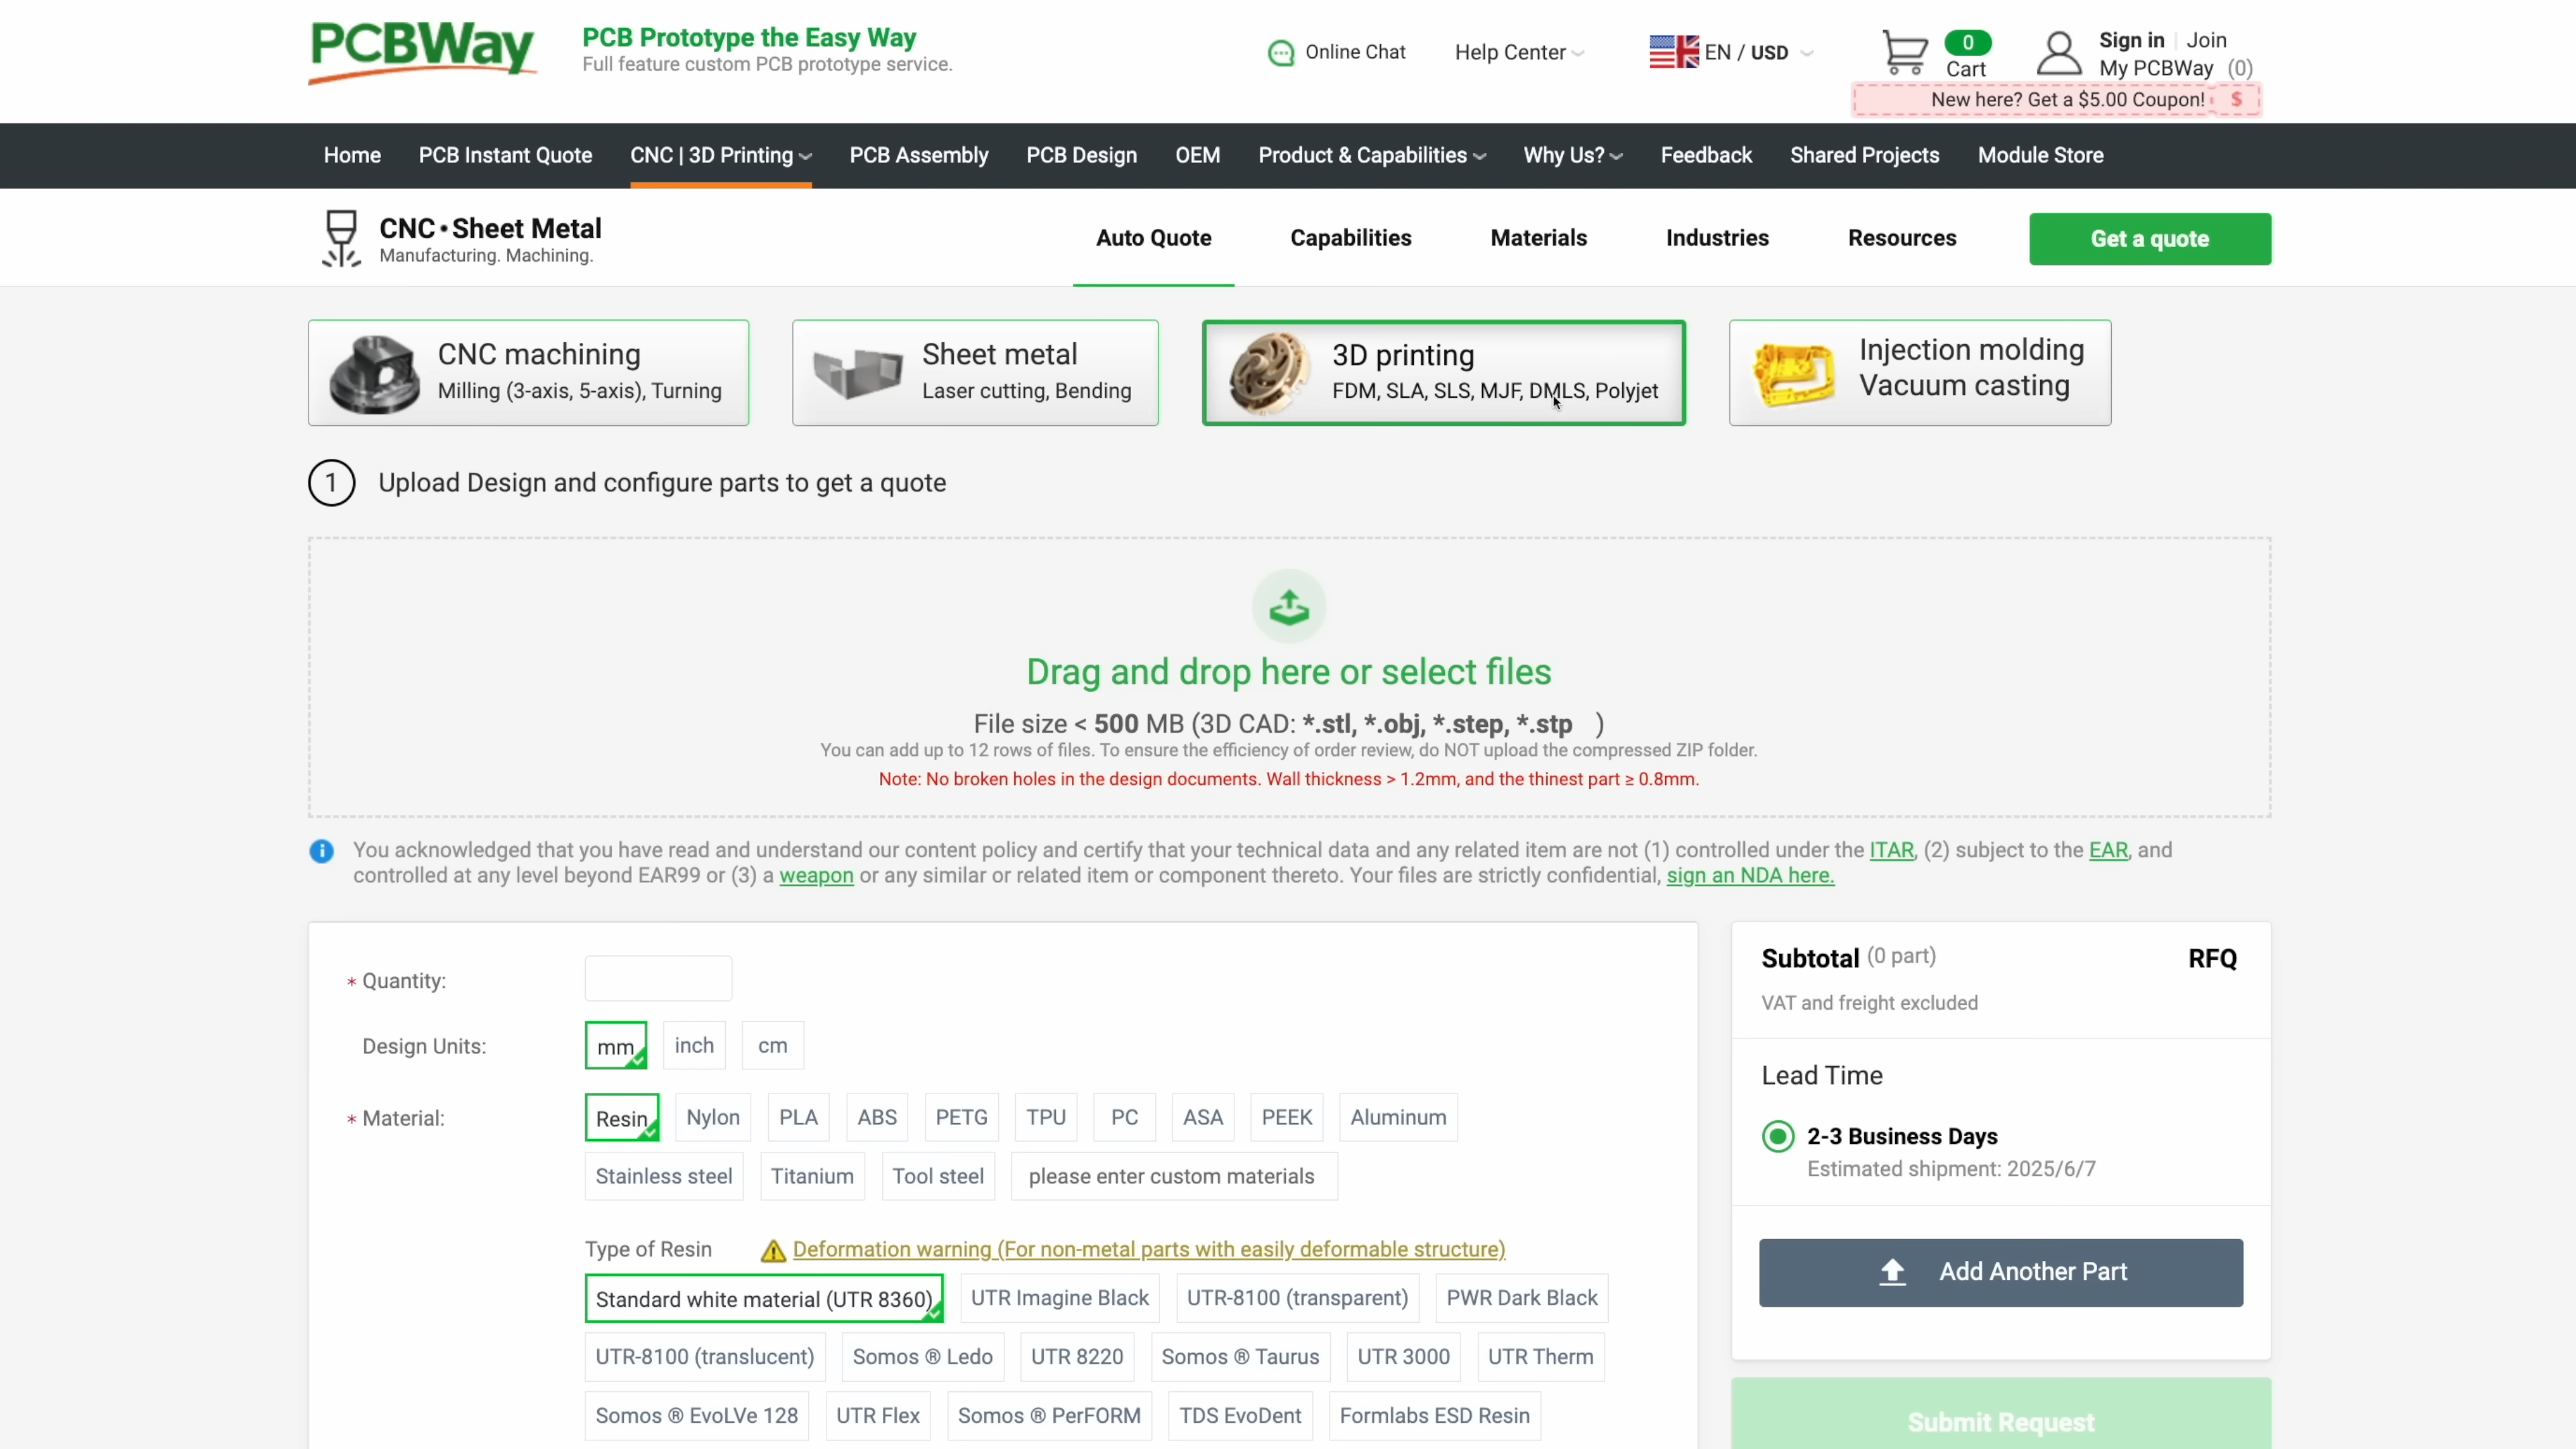 PCBWay
PCB Prototype the Easy Way
Full feature custom PCB prototype service.
Online Chat
Help Center
EN / USD
0
Cart
Sign in | Join
My PCBWay (0)
New here? Get a $5.00 Coupon! $
Home
PCB Instant Quote
CNC | 3D Printing
PCB Assembly
PCB Design
OEM
Product & Capabilities
Why Us?
Feedback
Shared Projects
Module Store
CNC • Sheet Metal
Manufacturing. Machining.
Auto Quote
Capabilities
Materials
Industries
Resources
Get a quote
CNC machining
Milling (3-axis, 5-axis), Turning
Sheet metal
Laser cutting, Bending
3D printing
FDM, SLA, SLS, MJF, DMLS, Polyjet
Injection molding
Vacuum casting
1 Upload Design and configure parts to get a quote
Drag and drop here or select files
File size < 500 MB (3D CAD: *.stl, *.obj, *.step, *.stp )
You can add up to 12 rows of files. To ensure the efficiency of order review, do NOT upload the compressed ZIP folder.
Note: No broken holes in the design documents. Wall thickness > 1.2mm, and the thinest part ≥ 0.8mm.
You acknowledged that you have read and understand our content policy and certify that your technical data and any related item are not (1) controlled under the ITAR, (2) subject to the EAR, and
controlled at any level beyond EAR99 or (3) a weapon or any similar or related item or component thereto. Your files are strictly confidential, sign an NDA here.
* Quantity:
Design Units:
mm
inch
cm
* Material:
Resin
Nylon
PLA
ABS
PETG
TPU
PC
ASA
PEEK
Aluminum
Stainless steel
Titanium
Tool steel
please enter custom materials
Type of Resin
Deformation warning (For non-metal parts with easily deformable structure)
Standard white material (UTR 8360)
UTR Imagine Black
UTR-8100 (transparent)
PWR Dark Black
UTR-8100 (translucent)
Somos ® Ledo
UTR 8220
Somos ® Taurus
UTR 3000
UTR Therm
Somos ® EvoLVe 128
UTR Flex
Somos ® PerFORM
TDS EvoDent
Formlabs ESD Resin
Subtotal (0 part)
RFQ
VAT and freight excluded
Lead Time
2-3 Business Days
Estimated shipment: 2025/6/7
Add Another Part
Submit Request